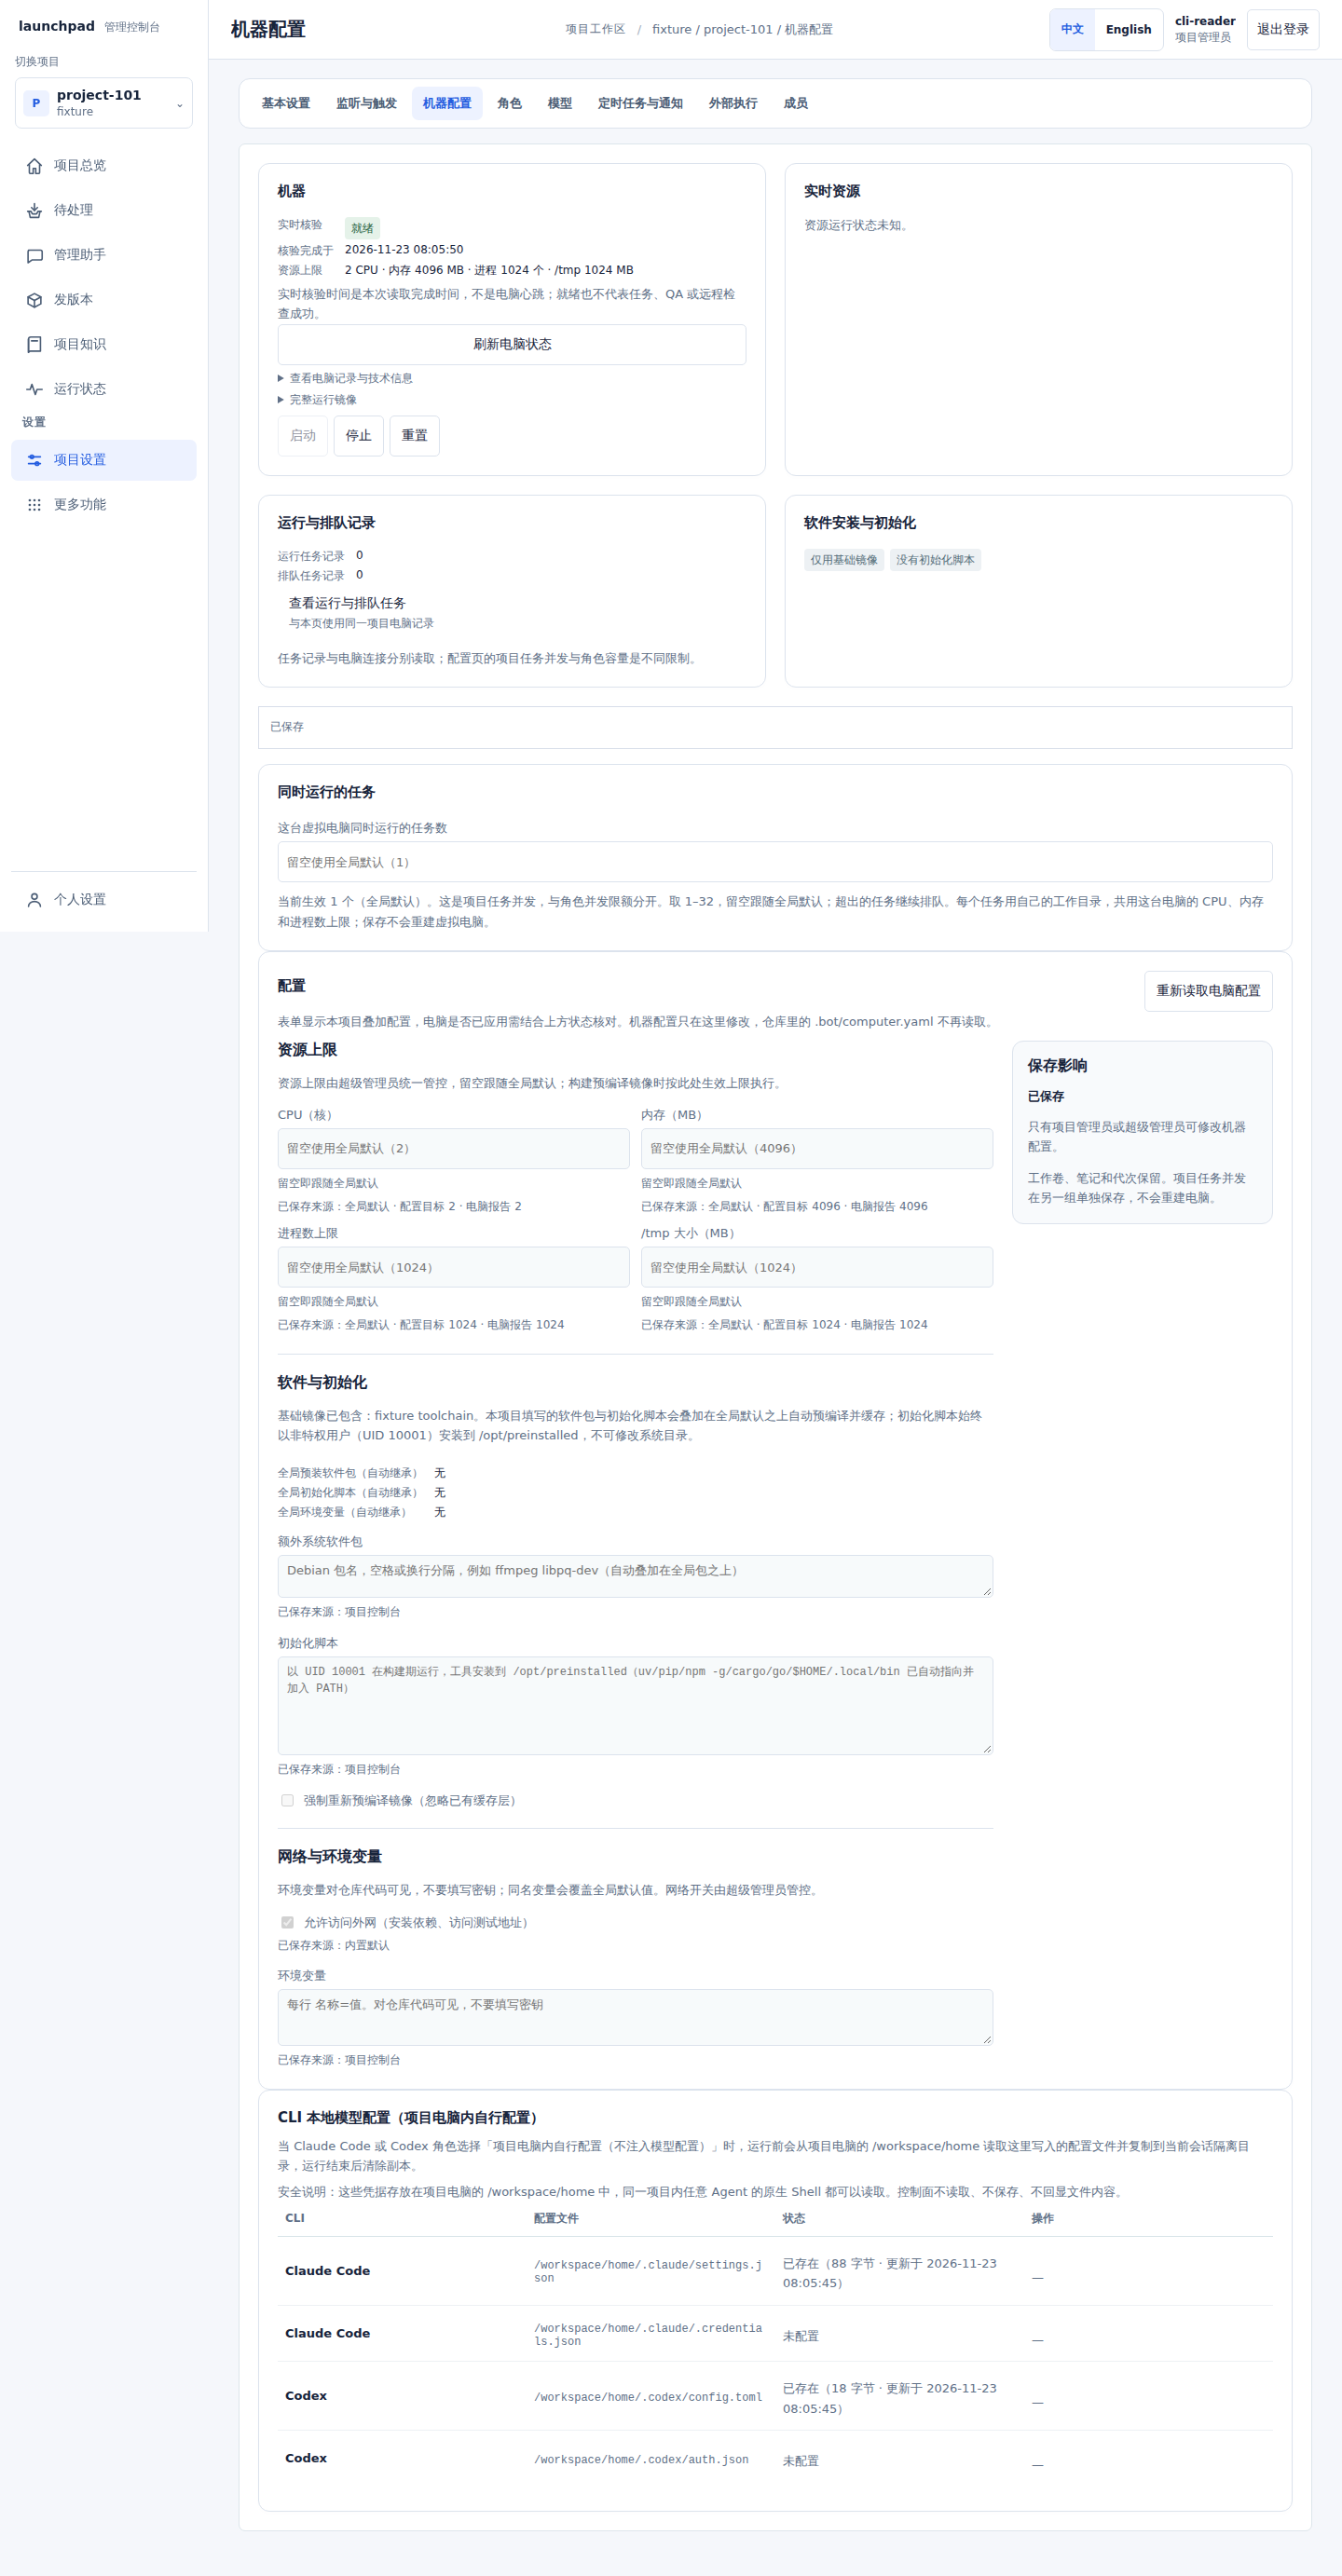 launchpad 管理控制台
切换项目
P
project-101
fixture
项目总览
待处理
管理助手
发版本
项目知识
运行状态
设置
项目设置
更多功能
个人设置
机器配置
项目工作区 / fixture / project-101 / 机器配置
中文 English
cli-reader
项目管理员
退出登录
基本设置 监听与触发 机器配置 角色 模型 定时任务与通知 外部执行 成员
机器
实时核验 就绪
核验完成于 2026-11-23 08:05:50
资源上限 2 CPU · 内存 4096 MB · 进程 1024 个 · /tmp 1024 MB
实时核验时间是本次读取完成时间，不是电脑心跳；就绪也不代表任务、QA 或远程检
查成功。
刷新电脑状态
查看电脑记录与技术信息
完整运行镜像
启动 停止 重置
实时资源
资源运行状态未知。
运行与排队记录
运行任务记录 0
排队任务记录 0
查看运行与排队任务
与本页使用同一项目电脑记录
任务记录与电脑连接分别读取；配置页的项目任务并发与角色容量是不同限制。
软件安装与初始化
仅用基础镜像 没有初始化脚本
已保存
同时运行的任务
这台虚拟电脑同时运行的任务数
留空使用全局默认（1）
当前生效 1 个（全局默认）。这是项目任务并发，与角色并发限额分开。取 1–32，留空跟随全局默认；超出的任务继续排队。每个任务用自己的工作目录，共用这台电脑的 CPU、内存
和进程数上限；保存不会重建虚拟电脑。
配置
重新读取电脑配置
表单显示本项目叠加配置，电脑是否已应用需结合上方状态核对。机器配置只在这里修改，仓库里的 .bot/computer.yaml 不再读取。
资源上限
资源上限由超级管理员统一管控，留空跟随全局默认；构建预编译镜像时按此处生效上限执行。
CPU（核） 内存（MB）
留空使用全局默认（2） 留空使用全局默认（4096）
留空即跟随全局默认 留空即跟随全局默认
已保存来源：全局默认 · 配置目标 2 · 电脑报告 2 已保存来源：全局默认 · 配置目标 4096 · 电脑报告 4096
进程数上限 /tmp 大小（MB）
留空使用全局默认（1024） 留空使用全局默认（1024）
留空即跟随全局默认 留空即跟随全局默认
已保存来源：全局默认 · 配置目标 1024 · 电脑报告 1024 已保存来源：全局默认 · 配置目标 1024 · 电脑报告 1024
保存影响
已保存
只有项目管理员或超级管理员可修改机器
配置。
工作卷、笔记和代次保留。项目任务并发
在另一组单独保存，不会重建电脑。
软件与初始化
基础镜像已包含：fixture toolchain。本项目填写的软件包与初始化脚本会叠加在全局默认之上自动预编译并缓存；初始化脚本始终
以非特权用户（UID 10001）安装到 /opt/preinstalled，不可修改系统目录。
全局预装软件包（自动继承） 无
全局初始化脚本（自动继承） 无
全局环境变量（自动继承） 无
额外系统软件包
Debian 包名，空格或换行分隔，例如 ffmpeg libpq-dev（自动叠加在全局包之上）
已保存来源：项目控制台
初始化脚本
以 UID 10001 在构建期运行，工具安装到 /opt/preinstalled（uv/pip/npm -g/cargo/go/$HOME/.local/bin 已自动指向并
加入 PATH）
已保存来源：项目控制台
强制重新预编译镜像（忽略已有缓存层）
网络与环境变量
环境变量对仓库代码可见，不要填写密钥；同名变量会覆盖全局默认值。网络开关由超级管理员管控。
允许访问外网（安装依赖、访问测试地址）
已保存来源：内置默认
环境变量
每行 名称=值。对仓库代码可见，不要填写密钥
已保存来源：项目控制台
CLI 本地模型配置（项目电脑内自行配置）
当 Claude Code 或 Codex 角色选择「项目电脑内自行配置（不注入模型配置）」时，运行前会从项目电脑的 /workspace/home 读取这里写入的配置文件并复制到当前会话隔离目
录，运行结束后清除副本。
安全说明：这些凭据存放在项目电脑的 /workspace/home 中，同一项目内任意 Agent 的原生 Shell 都可以读取。控制面不读取、不保存、不回显文件内容。
CLI 配置文件 状态 操作
Claude Code /workspace/home/.claude/settings.j
son 已存在（88 字节 · 更新于 2026-11-23
08:05:45） —
Claude Code /workspace/home/.claude/.credentia
ls.json 未配置 —
Codex /workspace/home/.codex/config.toml 已存在（18 字节 · 更新于 2026-11-23
08:05:45） —
Codex /workspace/home/.codex/auth.json 未配置 —